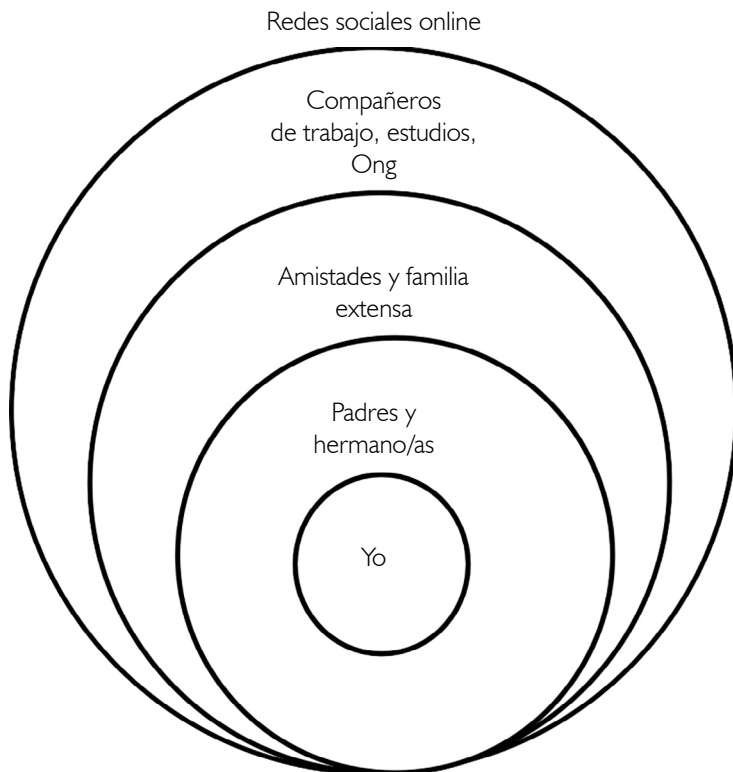 Redes sociales online
Compañeros
de trabajo, estudios,
Ong
Amistades y familia
extensa
Padres y
hermano/as
Yo